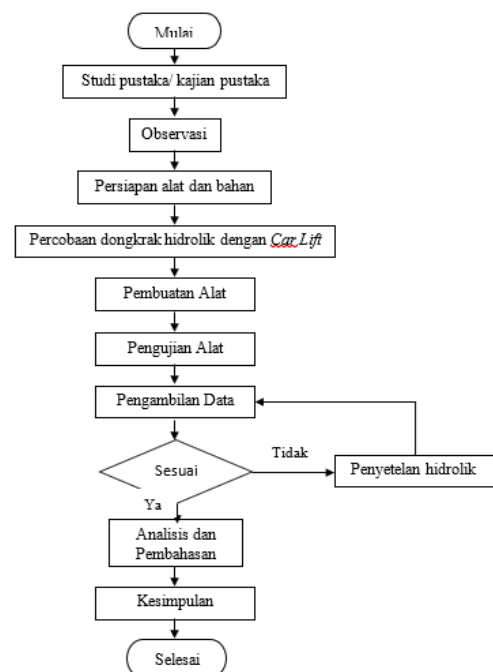 Mulai
Studi pustaka/ kajian pustaka
Observasi
Persiapan alat dan bahan
Percobaan dongkrak hidrolik dengan Car Lift
Pembuatan Alat
Pengujian Alat
Pengambilan Data
Sesuai
Tidak
Penyetelan hidrolik
Ya
Analisis dan
Pembahasan
Kesimpulan
Selesai